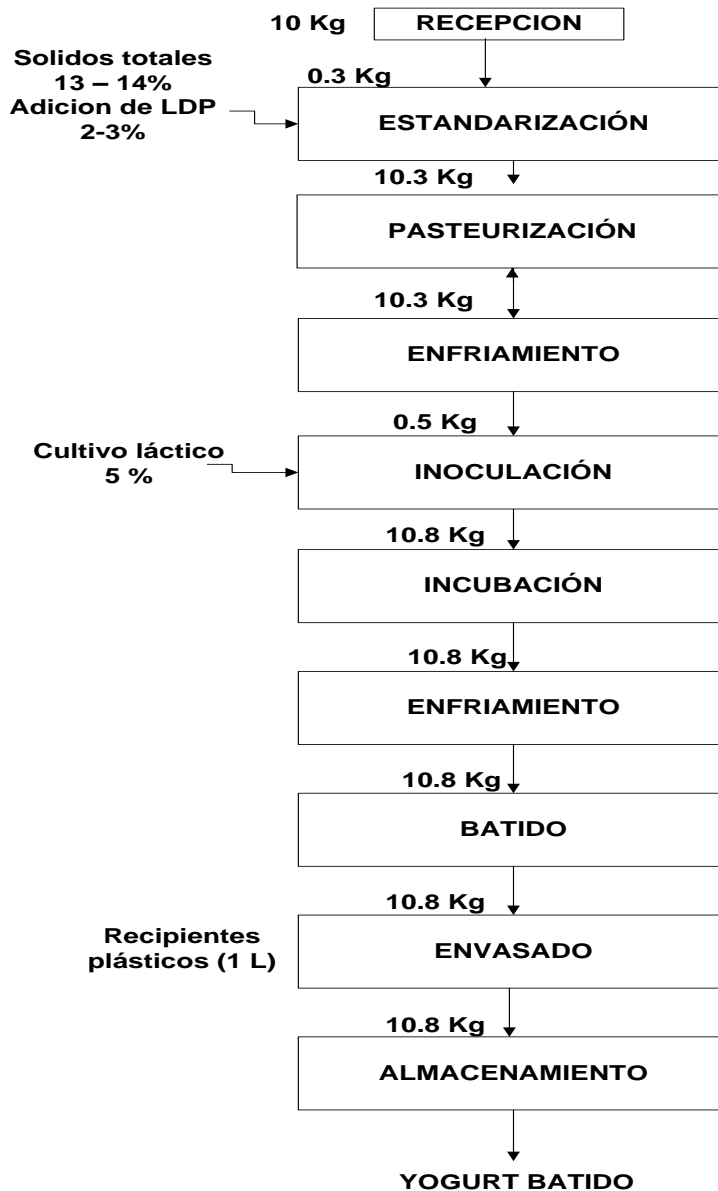 10 Kg
RECEPCION
Solidos totales
13 – 14%
Adicion de LDP
2-3%
0.3 Kg
ESTANDARIZACIÓN
10.3 Kg
PASTEURIZACIÓN
10.3 Kg
ENFRIAMIENTO
0.5 Kg
Cultivo láctico
5 %
INOCULACIÓN
10.8 Kg
INCUBACIÓN
10.8 Kg
ENFRIAMIENTO
10.8 Kg
BATIDO
10.8 Kg
Recipientes
plásticos (1 L)
ENVASADO
10.8 Kg
ALMACENAMIENTO
YOGURT BATIDO